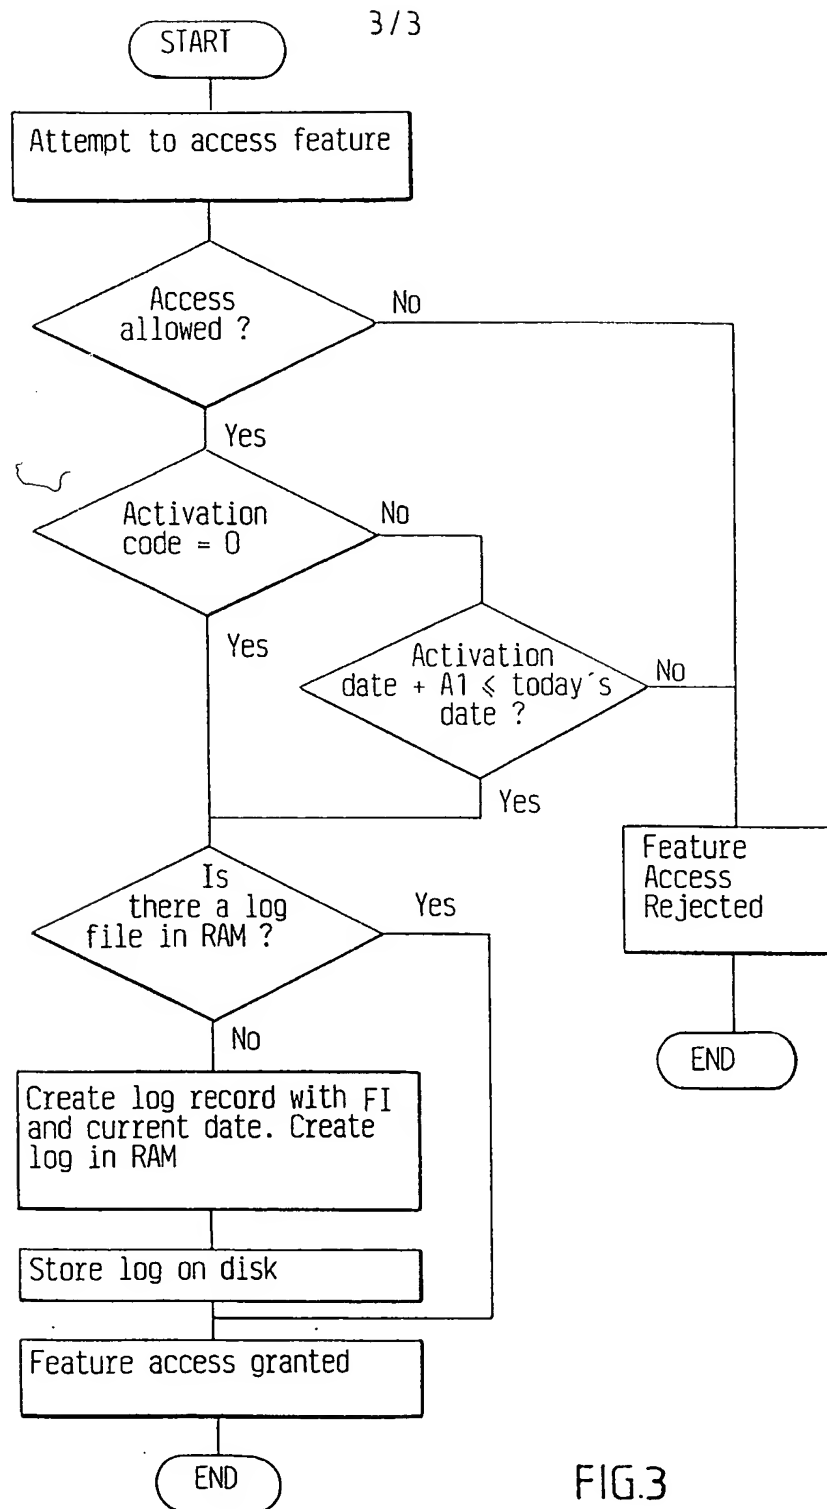 3/3
START
Attempt to access feature
Access
allowed ?
No
Yes
Activation
code = 0
No
Yes
Activation
date + A1 ⩽ today´s
date ?
No
Yes
Feature
Access
Rejected
END
Is
there a log
file in RAM ?
Yes
No
Create log record with FI
and current date. Create
log in RAM
Store log on disk
Feature access granted
END
FIG.3